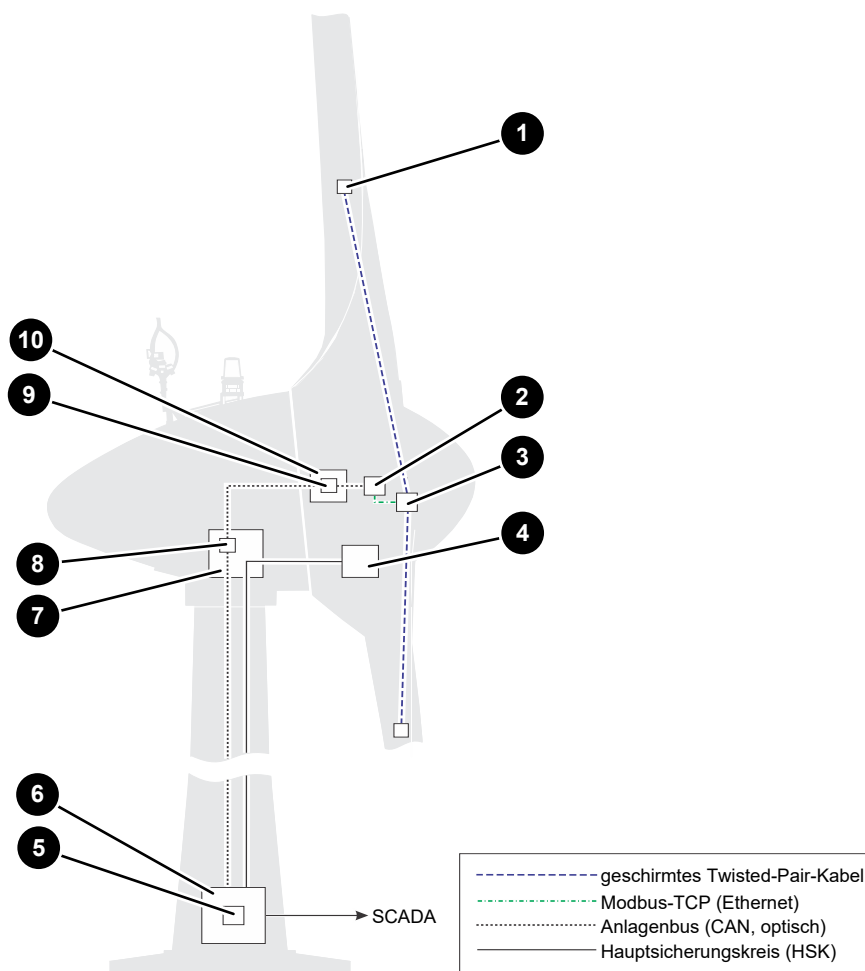 1
10
9
2
3
8
4
7
6
5
SCADA
geschirmtes Twisted-Pair-Kabel
Modbus-TCP (Ethernet)
Anlagenbus (CAN, optisch)
Hauptsicherungskreis (HSK)